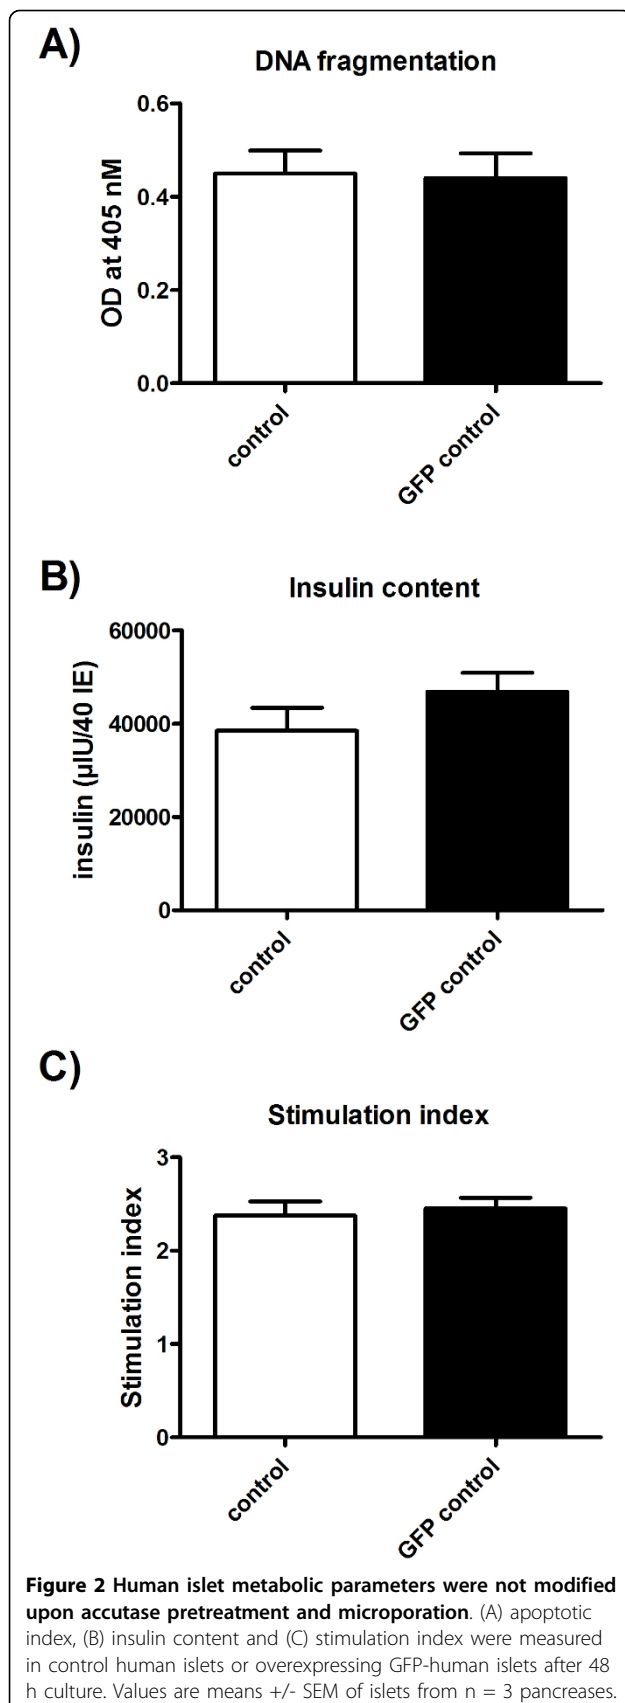 A)
DNA fragmentation
OD at 405 nM
0.6
0.4
0.2
0.0
control
GFP control
B)
Insulin content
insulin (µIU/40 IE)
60000
40000
20000
0
control
GFP control
C)
Stimulation index
Stimulation index
3
2
1
0
control
GFP control
Figure 2 Human islet metabolic parameters were not modified
upon accutase pretreatment and microporation. (A) apoptotic
index, (B) insulin content and (C) stimulation index were measured
in control human islets or overexpressing GFP-human islets after 48
h culture. Values are means +/- SEM of islets from n = 3 pancreases.